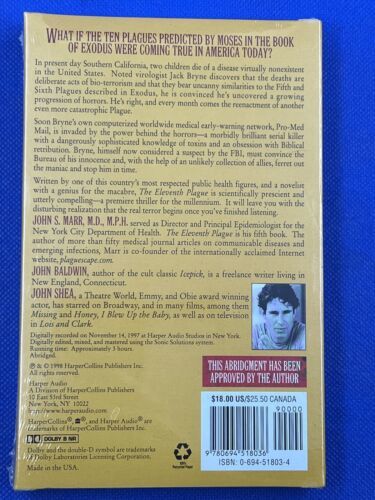 WHAT IF THE TEN PLAGUES PREDICTED BY MOSES IN THE BOOK
OF EXODUS WERE COMING TRUE IN AMERICA TODAY?
In present day Southern California, two children die of a disease virtually nonexistent
in the United States. Noted virologist Jack Bryne discovers that the deaths are
deliberate acts of bio-terrorism and that they bear uncanny similarities to the Fifth and
Sixth Plagues described in Exodus, he is convinced he's uncovered a growing
progression of horrors. He's right, and every month comes the reenactment of another
even more catastrophic Plague.
Soon Bryne's own computerized worldwide medical early-warning network, Pro-Med
Mail, is invaded by the power behind the horrors—a morbidly brilliant serial killer
with a dangerously sophisticated knowledge of toxins and an obsession with Biblical
retribution. Bryne, himself now considered a suspect by the FBI, must convince the
Bureau of his innocence and, with the help of an unlikely collection of allies, ferret out
the maniac and stop him in time.
Written by one of this country's most respected public health figures, and a novelist
with a genius for the macabre, The Eleventh Plague is scientifically prescient and
utterly compelling—a premiere thriller for the millennium. It will leave you with the
disturbing realization that the real terror begins once you've finished listening.
JOHN S. MARR, M.D., M.P.H. served as Director and Principal Epidemiologist for the
New York City Department of Health. The Eleventh Plague is his fifth book. The
author of more than fifty medical journal articles on communicable diseases and
emerging infections, Marr is co-founder of the internationally acclaimed Internet
website, plaguescape.com.
JOHN BALDWIN, author of the cult classic Icepick, is a freelance writer living in
New England, Connecticut.
JOHN SHEA, a Theatre World, Emmy, and Obie award winning
actor, has starred on Broadway, and in many films, among them
Missing and Honey, I Blew Up the Baby, as well as on television
in Lois and Clark.
Digitally recorded on November 14, 1997 at Harper Audio Studios in New York.
Digitally edited, mixed, and mastered using the Sonic Solutions system.
Running time: Approximately 3 hours.
Abridged.
℗ & © 1998 HarperCollins Publishers Inc.
All rights reserved.
Harper Audio
A Division of HarperCollinsPublishers
10 East 53rd Street
New York, NY 10022
http://www.harperaudio.com
HarperCollins®, ®, and Harper Audio® are
trademarks of HarperCollins Publishers Inc.
DOLBY B NR
Dolby and the double-D symbol are trademarks
of Dolby Laboratories Licensing Corporation.
Made in the USA.
THIS ABRIDGMENT HAS BEEN
APPROVED BY THE AUTHOR
$18.00 US/$25.50 CANADA
90000
9 780694 518036
ISBN 0-694-51803-4